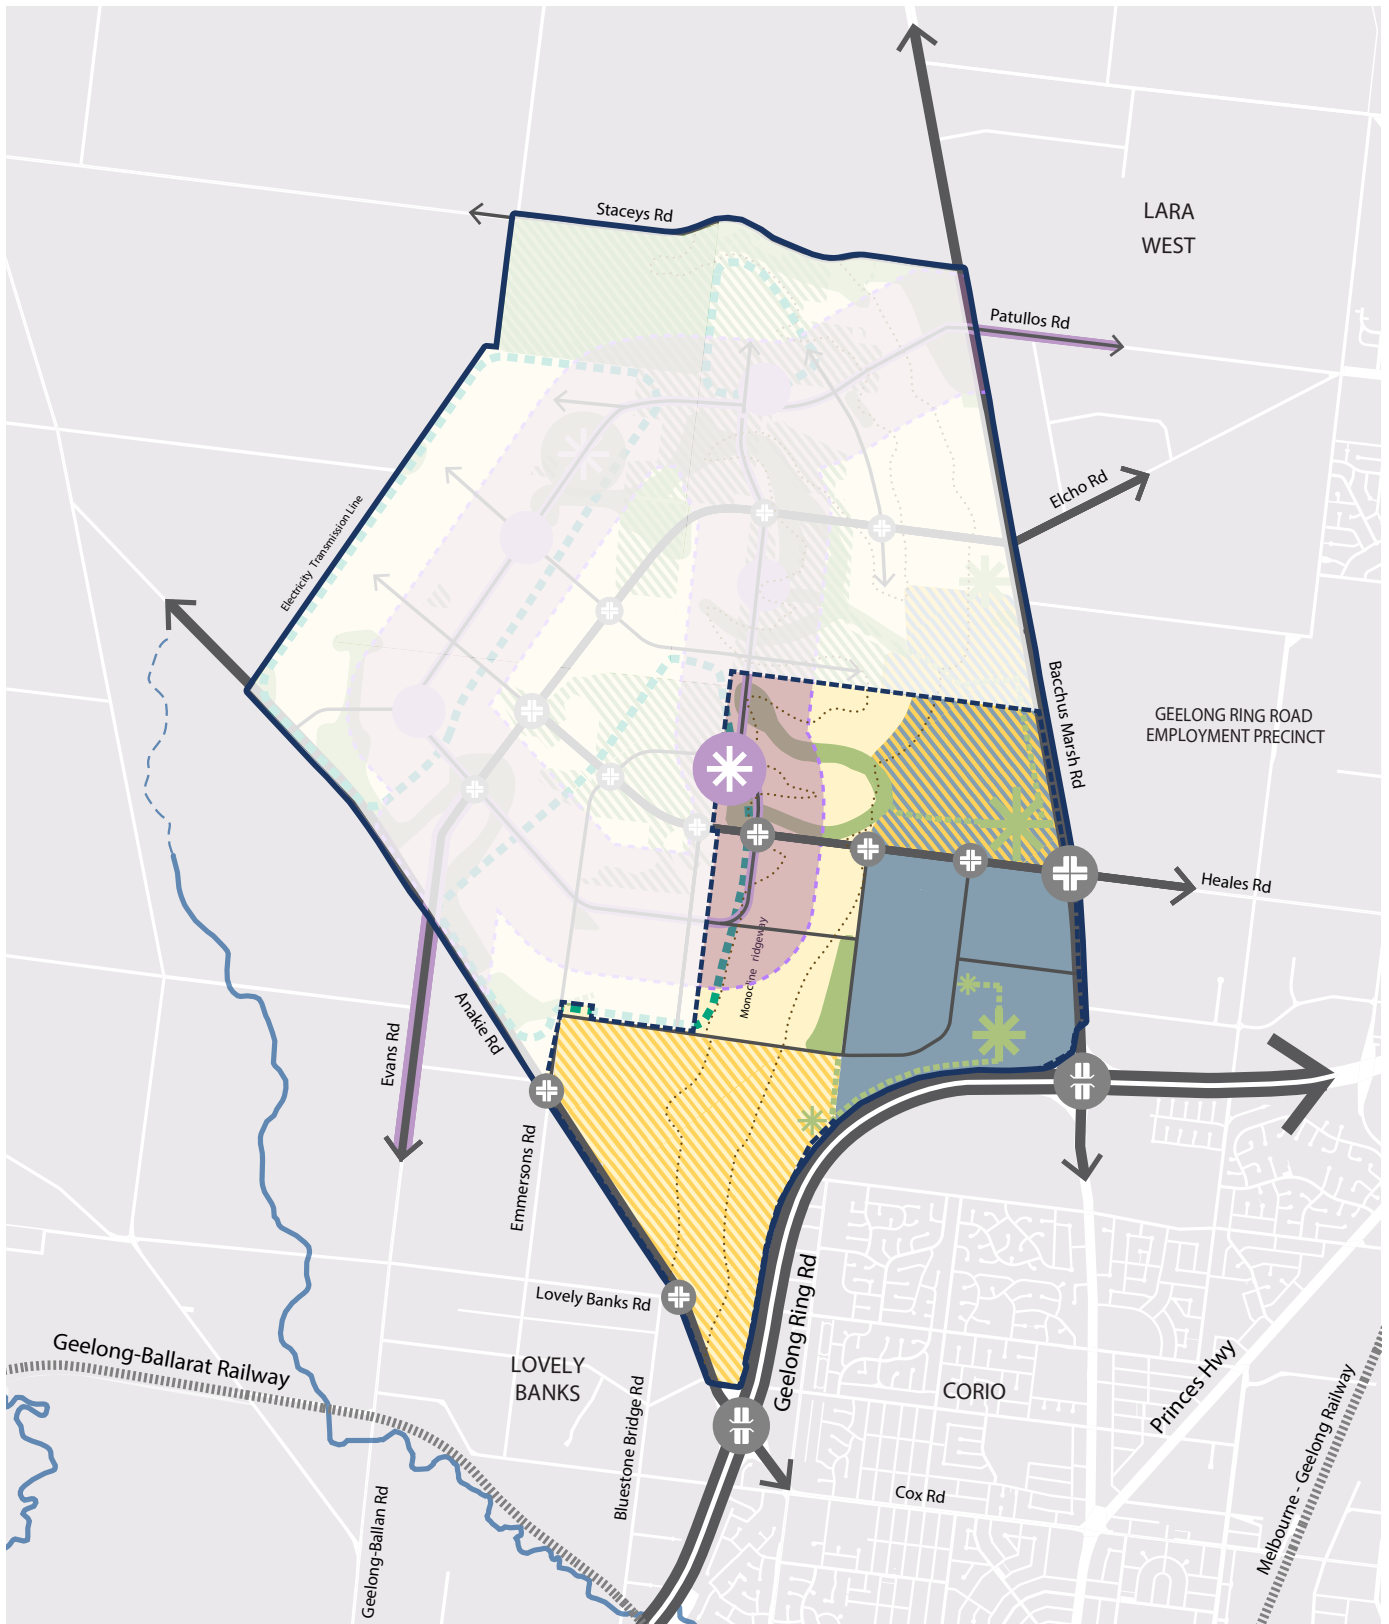 Staceys Rd
LARA
WEST
Patullos Rd
Elcho Rd
Electricity Transmission Line
Bacchus Marsh Rd
GEELONG RING ROAD
EMPLOYMENT PRECINCT
Heales Rd
Monocline ridgeway
Anakie Rd
Evans Rd
Emmersons Rd
Lovely Banks Rd
Geelong Ring Rd
Geelong-Ballarat Railway
LOVELY
BANKS
CORIO
Princes Hwy
Bluestone Bridge Rd
Melbourne - Geelong Railway
Cox Rd
Geelong-Ballan Rd